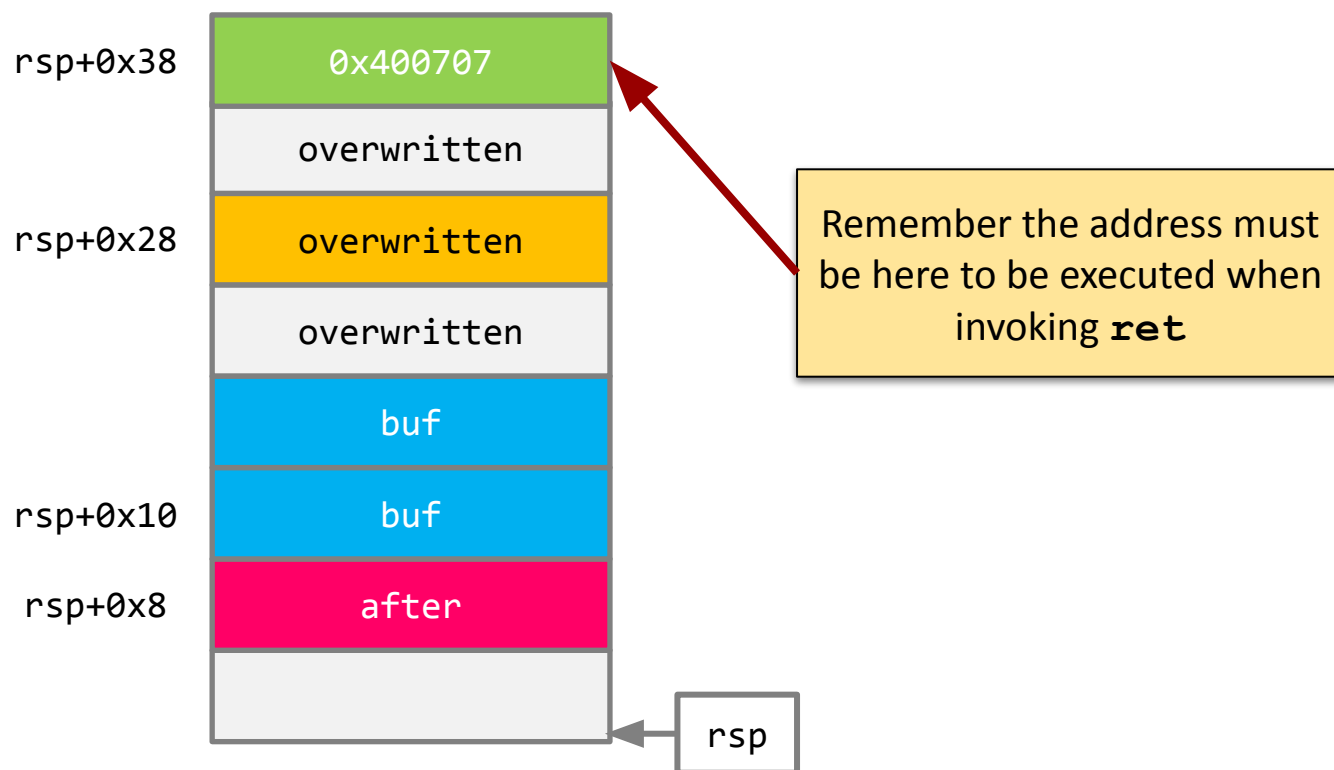 rsp+0x38
0x400707
overwritten
rsp+0x28
overwritten
overwritten
buf
rsp+0x10
buf
rsp+0x8
after
rsp
Remember the address must
be here to be executed when
invoking ret